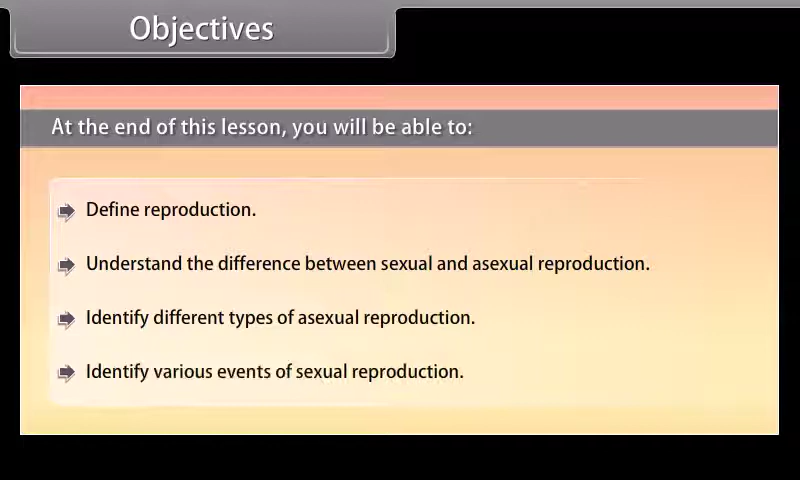 Objectives
At the end of this lesson, you will be able to:
Define reproduction.
Understand the difference between sexual and asexual reproduction.
Identify different types of asexual reproduction.
Identify various events of sexual reproduction.